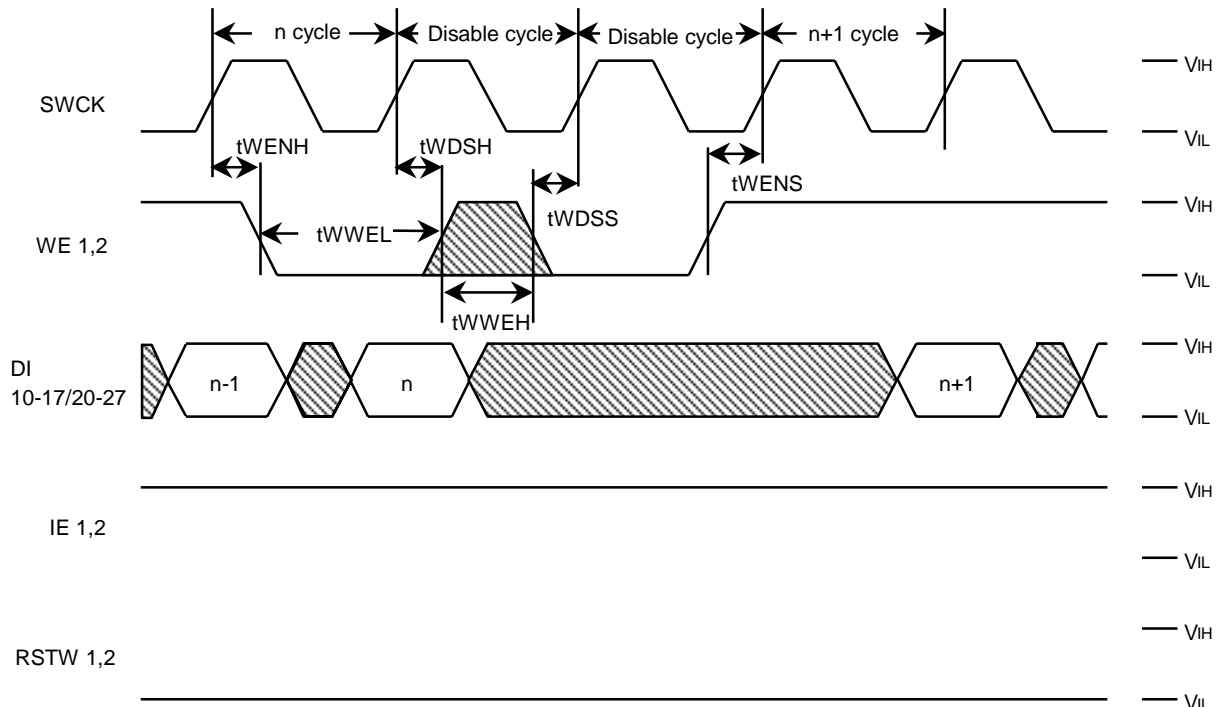 n cycle Disable cycle Disable cycle n+1 cycle
VIH
SWCK
VIL
tWENH tWDSH
tWENS
VIH
tWDSS
WE 1,2 tWWEL
VIL
tWWEH
VIH
DI
10-17/20-27
n-1 n n+1
VIL
VIH
IE 1,2
VIL
VIH
RSTW 1,2
VIL